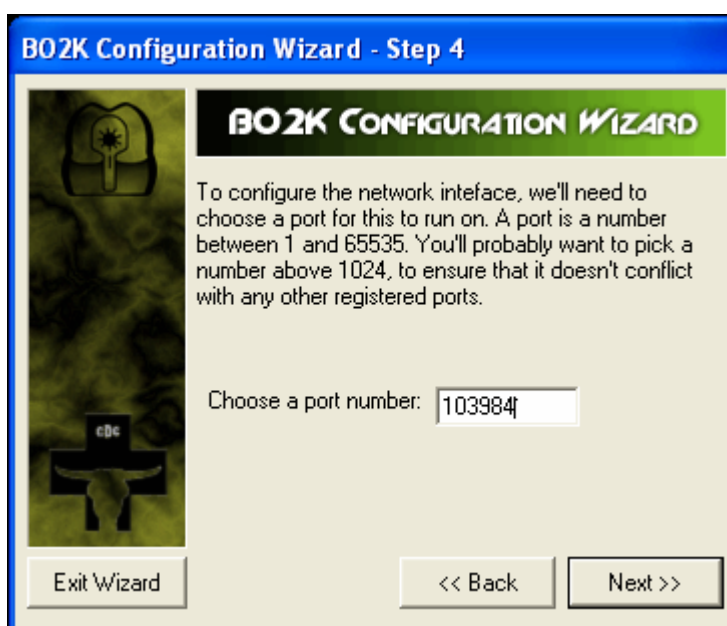 BO2K Configuration Wizard - Step 4
BO2K CONFIGURATION WIZARD
To configure the network inteface, we'll need to
choose a port for this to run on. A port is a number
between 1 and 65535. You'll probably want to pick a
number above 1024, to ensure that it doesn't conflict
with any other registered ports.
Choose a port number: 103984
cDc
Exit Wizard << Back Next >>